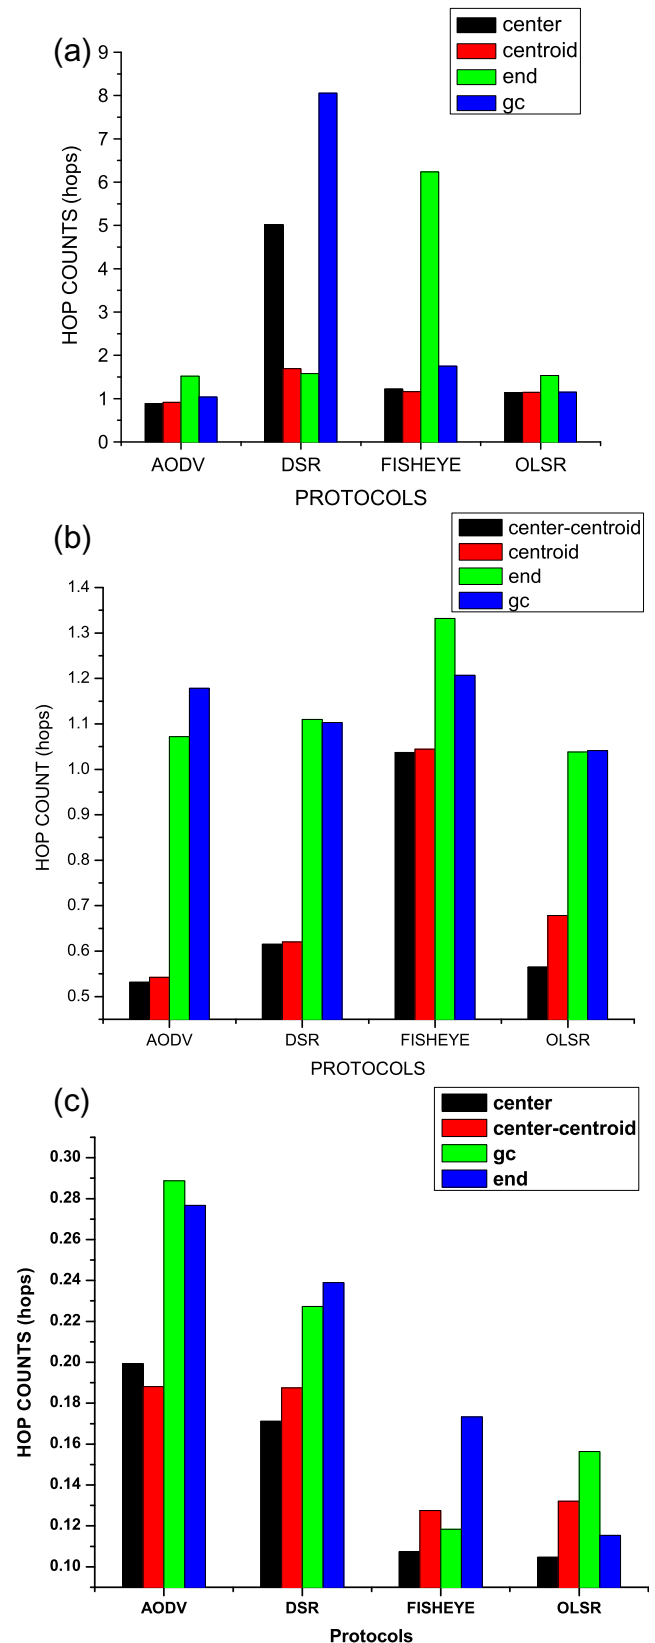 (a)
center
centroid
end
gc
9
8
7
6
5
4
3
2
1
0
HOP COUNTS (hops)
AODV DSR FISHEYE OLSR
PROTOCOLS
(b)
center-centroid
centroid
end
gc
1.4
1.3
1.2
1.1
1.0
0.9
0.8
0.7
0.6
0.5
HOP COUNT (hops)
AODV DSR FISHEYE OLSR
PROTOCOLS
(c)
center
center-centroid
gc
end
0.30
0.28
0.26
0.24
0.22
0.20
0.18
0.16
0.14
0.12
0.10
HOP COUNTS (hops)
AODV DSR FISHEYE OLSR
Protocols